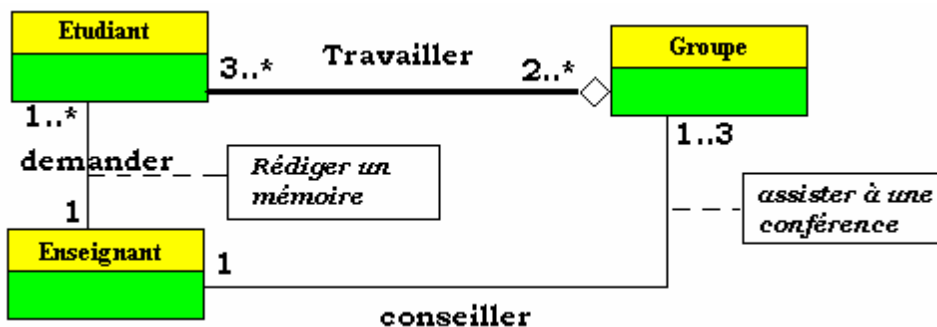 Etudiant
Groupe
Travailler
3..*
2..*
1..*
1..3
demander
Rédiger un
mémoire
assister à une
conférence
1
Enseignant
1
conseiller